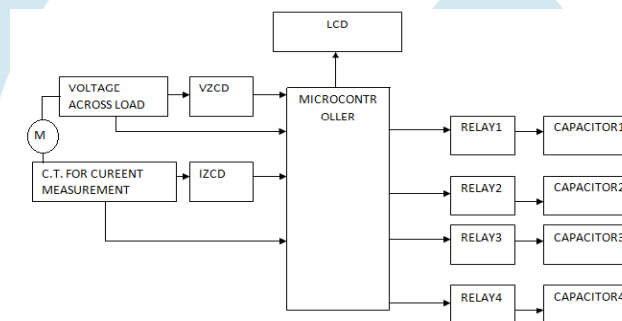 LCD
VOLTAGE
ACROSS LOAD
VZCD
MICROCONTR
OLLER
M
C.T. FOR CUREENT
MEASUREMENT
IZCD
RELAY1
CAPACITOR1
RELAY2
CAPACITOR2
RELAY3
CAPACITOR3
RELAY4
CAPACITOR4